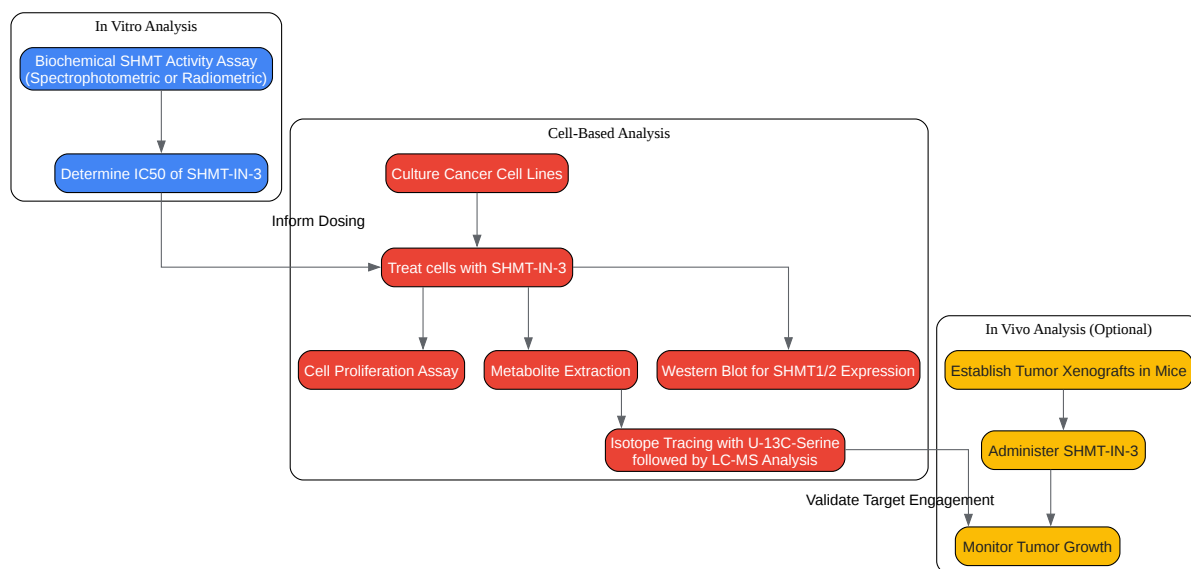 In Vitro Analysis
Biochemical SHMT Activity Assay
(Spectrophotometric or Radiometric)
Determine IC50 of SHMT-IN-3
Inform Dosing
Cell-Based Analysis
Culture Cancer Cell Lines
Treat cells with SHMT-IN-3
Cell Proliferation Assay
Metabolite Extraction
Western Blot for SHMT1/2 Expression
Isotope Tracing with U-13C-Serine
followed by LC-MS Analysis
Validate Target Engagement
In Vivo Analysis (Optional)
Establish Tumor Xenografts in Mice
Administer SHMT-IN-3
Monitor Tumor Growth